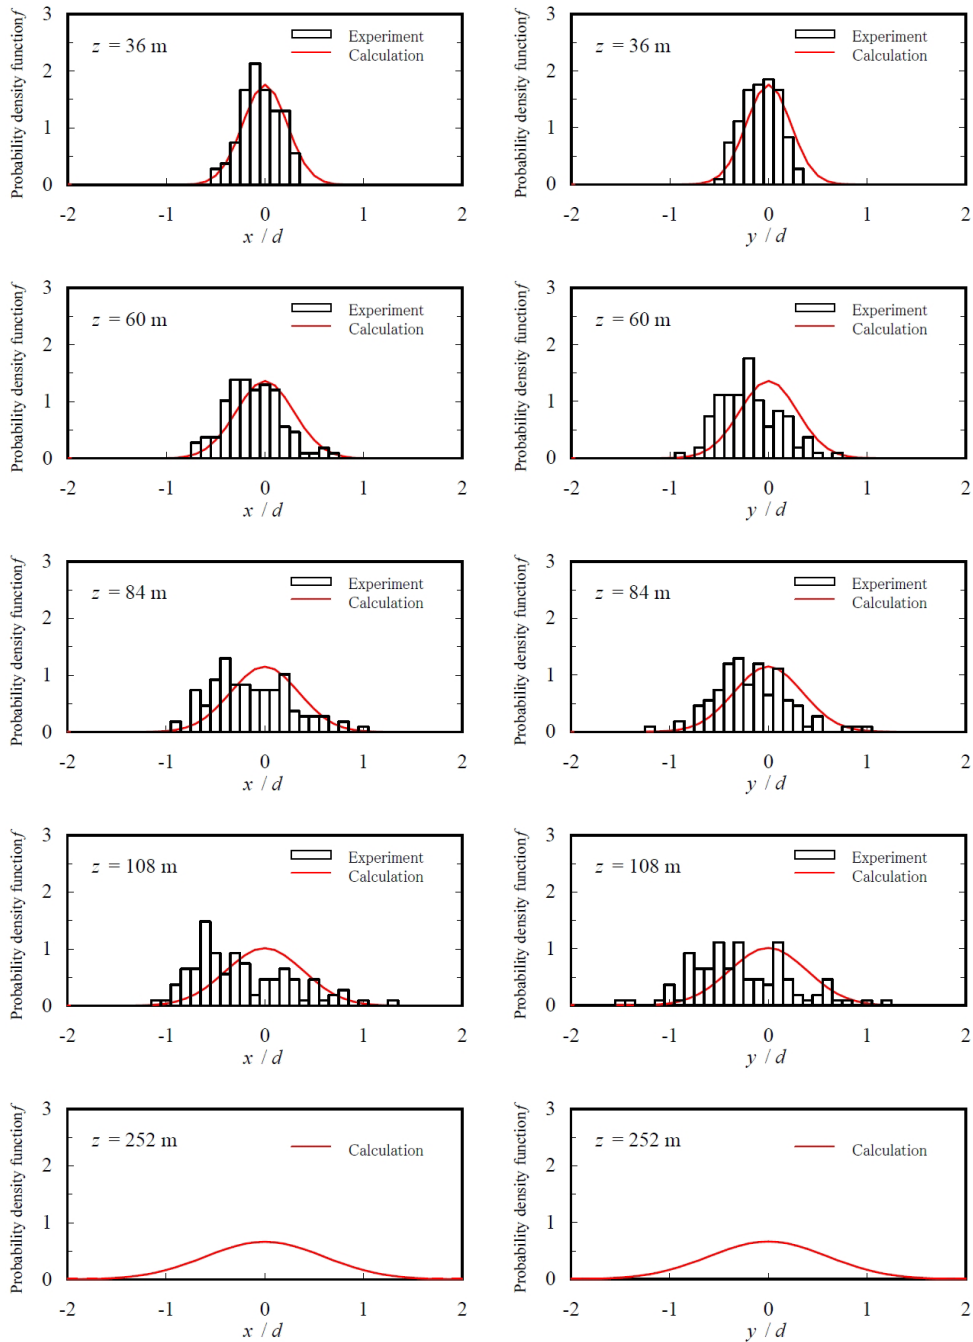 Probability density function f
3
2
1
0
z = 36 m
Experiment
Calculation
-2 -1 0 1 2
x / d
Probability density function f
3
2
1
0
z = 36 m
Experiment
Calculation
-2 -1 0 1 2
y / d
Probability density function f
3
2
1
0
z = 60 m
Experiment
Calculation
-2 -1 0 1 2
x / d
Probability density function f
3
2
1
0
z = 60 m
Experiment
Calculation
-2 -1 0 1 2
y / d
Probability density function f
3
2
1
0
z = 84 m
Experiment
Calculation
-2 -1 0 1 2
x / d
Probability density function f
3
2
1
0
z = 84 m
Experiment
Calculation
-2 -1 0 1 2
y / d
Probability density function f
3
2
1
0
z = 108 m
Experiment
Calculation
-2 -1 0 1 2
x / d
Probability density function f
3
2
1
0
z = 108 m
Experiment
Calculation
-2 -1 0 1 2
y / d
Probability density function f
3
2
1
0
z = 252 m
Calculation
-2 -1 0 1 2
x / d
Probability density function f
3
2
1
0
z = 252 m
Calculation
-2 -1 0 1 2
y / d